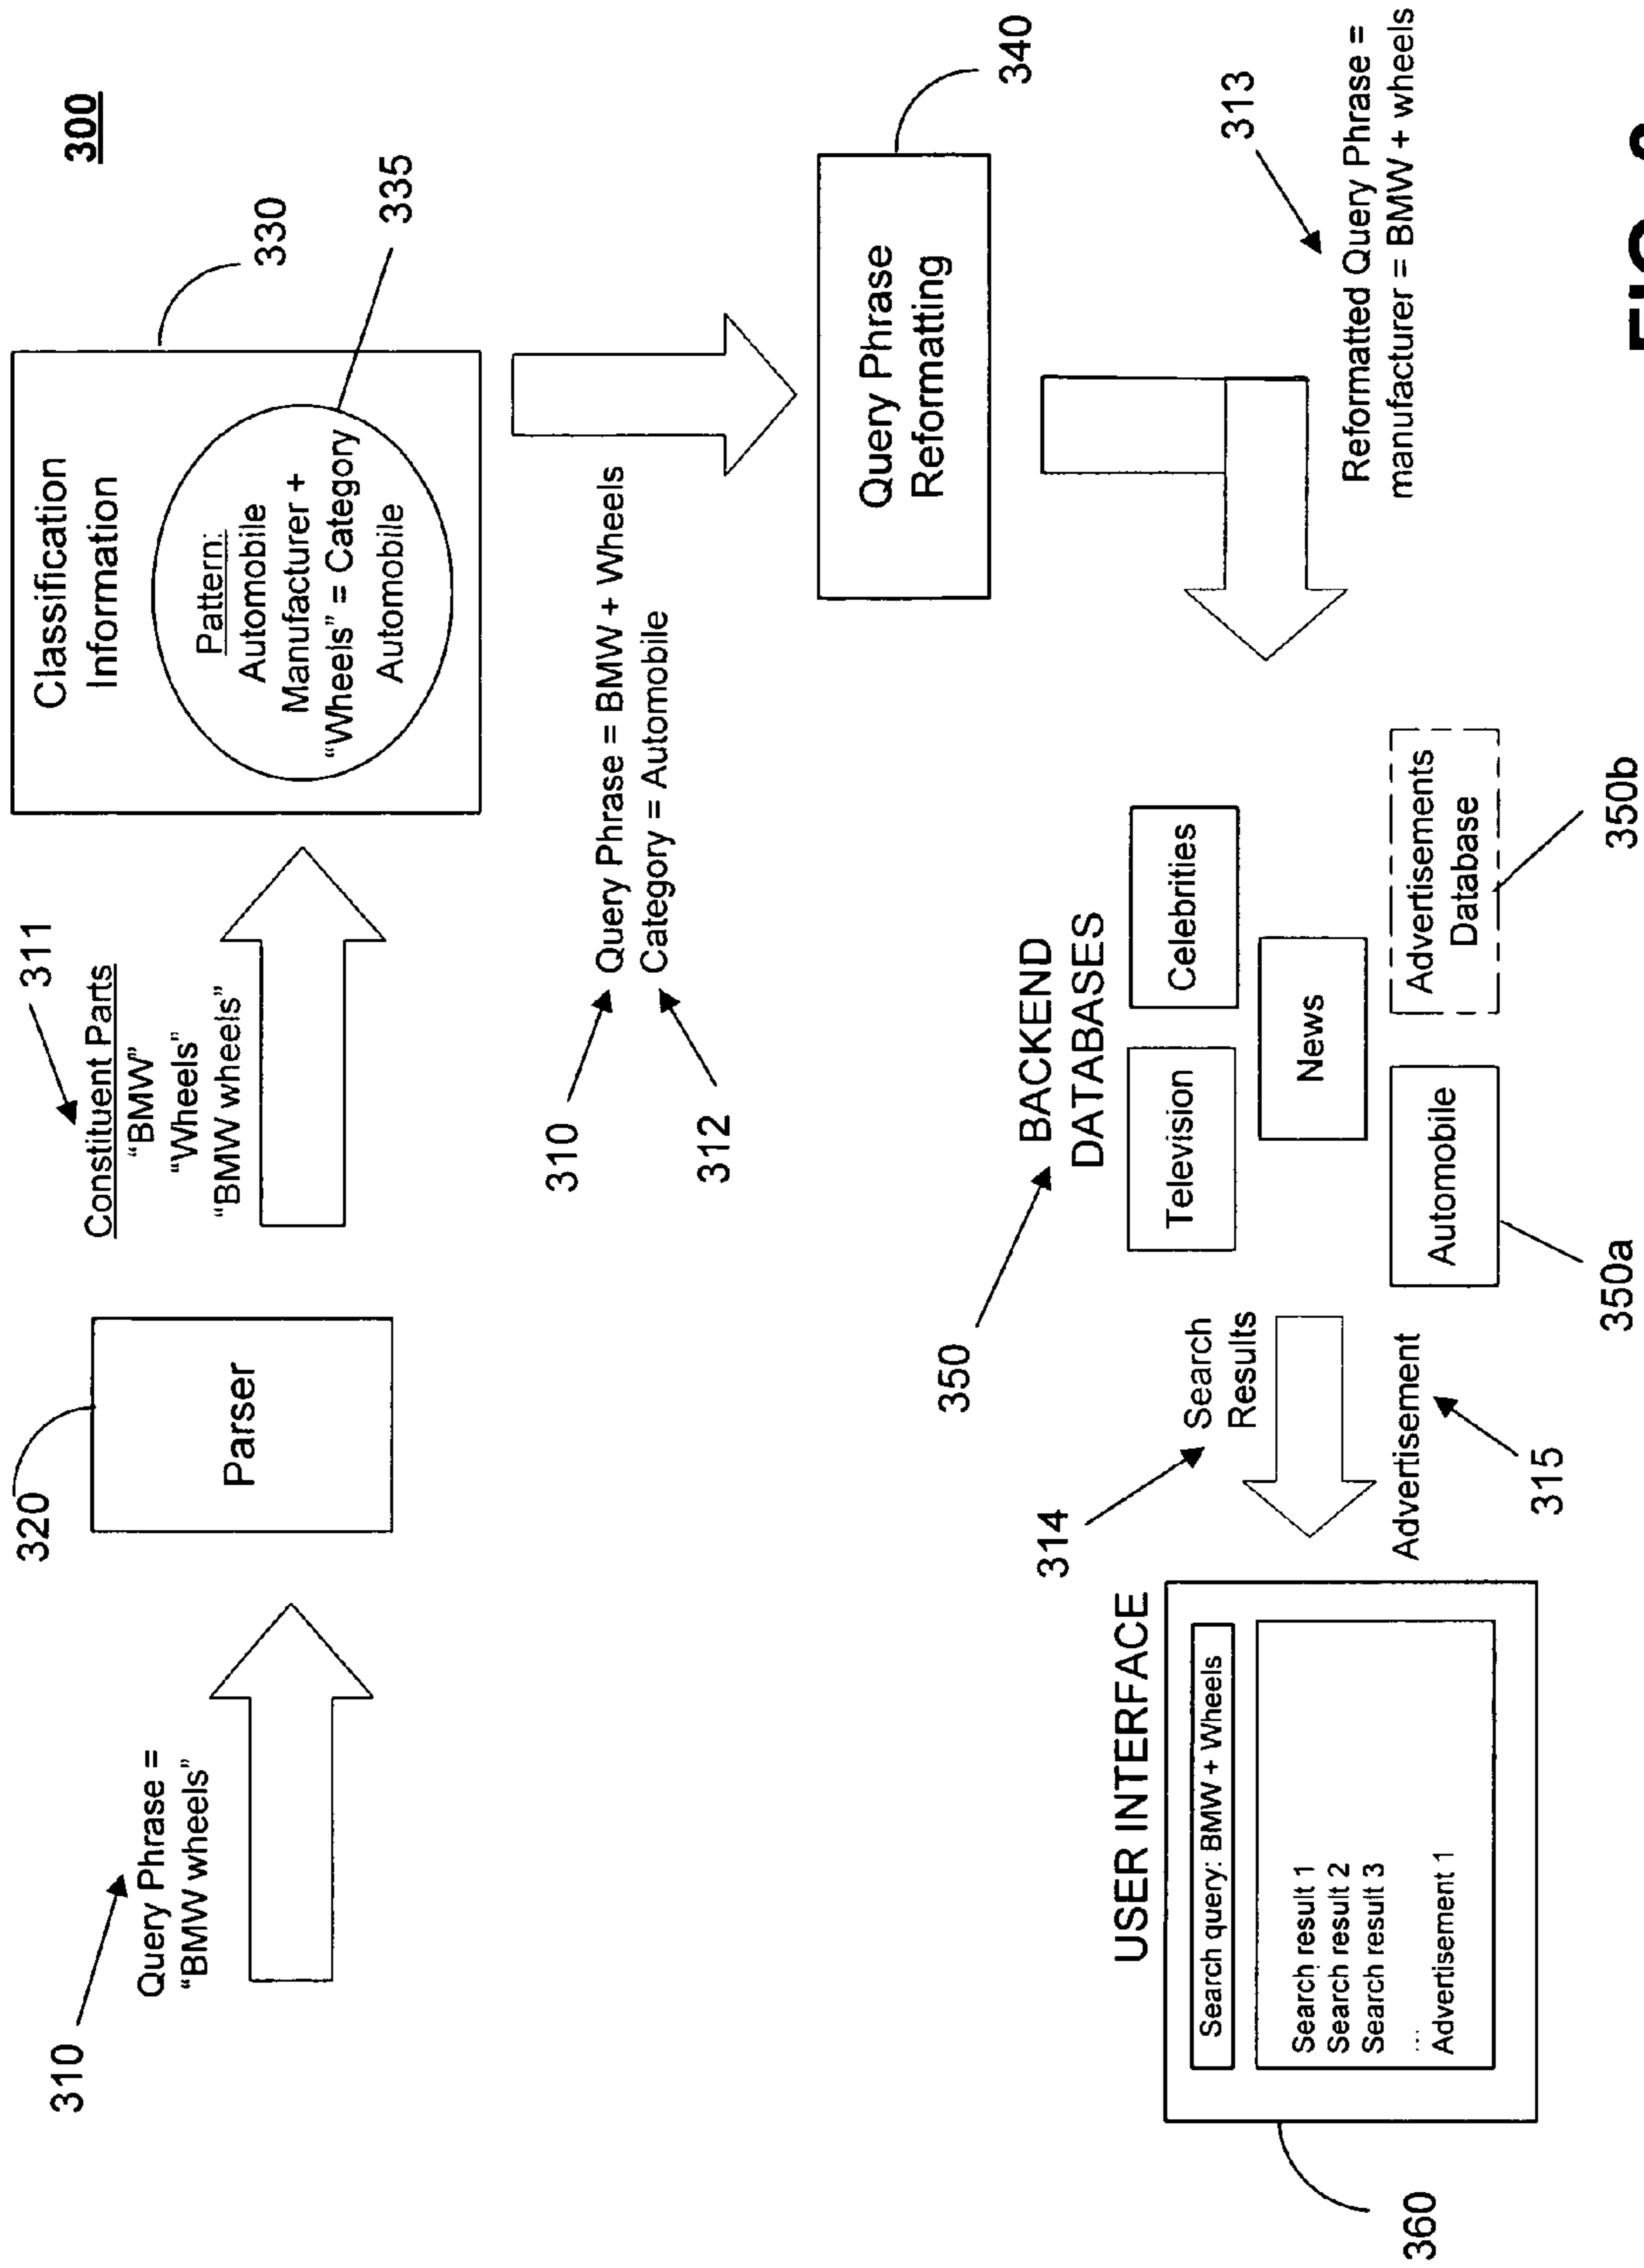 300
310
Query Phrase =
“BMW wheels”
320
Parser
311
Constituent Parts
“BMW”
“Wheels”
“BMW wheels”
Classification
Information
Pattern:
Automobile
Manufacturer +
“Wheels” = Category
Automobile
330
335
310
Query Phrase = BMW + Wheels
312
Category = Automobile
Query Phrase
Reformatting
340
313
Reformatted Query Phrase =
manufacturer = BMW + wheels
350
BACKEND
DATABASES
Television
Celebrities
News
Automobile
Advertisements
Database
350a
350b
314
Search
Results
Advertisement
315
USER INTERFACE
Search query: BMW + Wheels
Search result 1
Search result 2
Search result 3
...
Advertisement 1
360
FIG.